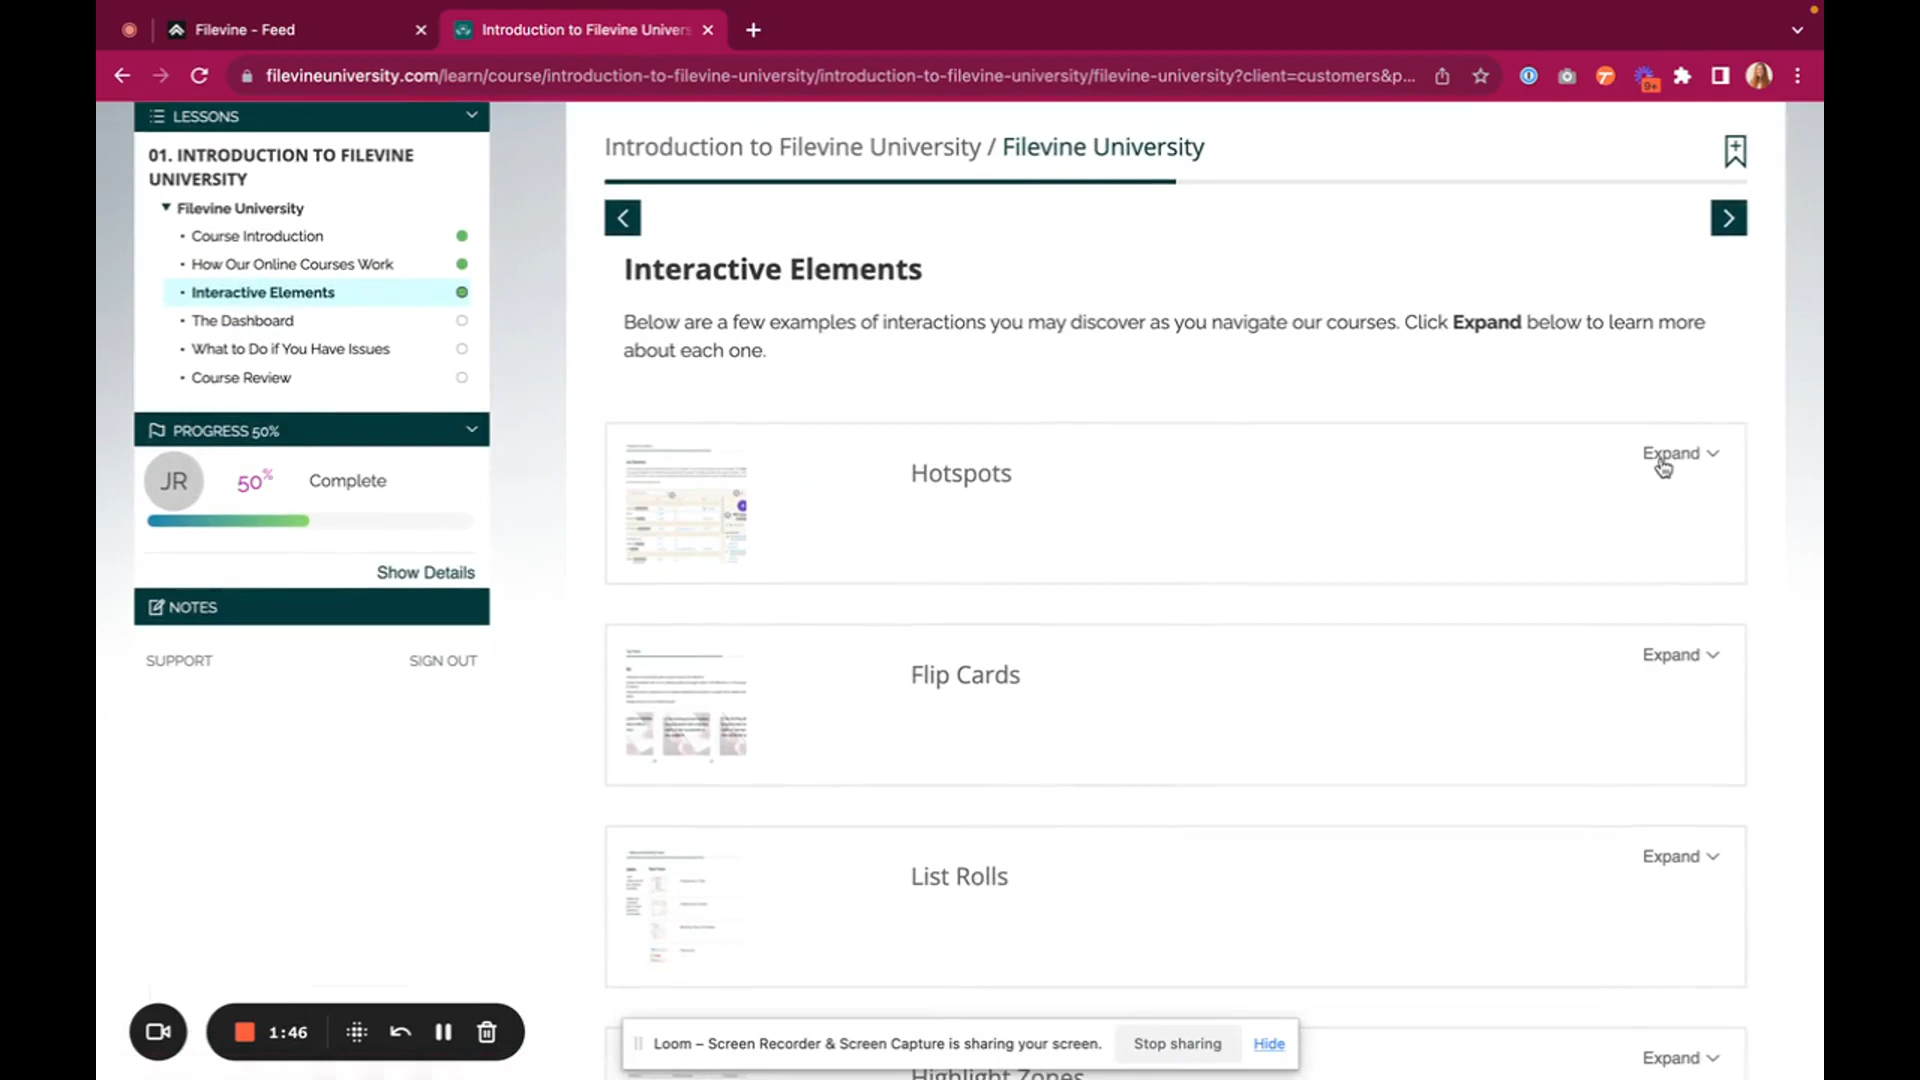 Filevine - Feed
Introduction to Filevine Univers
filevineuniversity.com/learn/course/introduction-to-filevine-university/introduction-to-filevine-university/filevine-university?client=customers&p...
9+
LESSONS
01. INTRODUCTION TO FILEVINE
UNIVERSITY
Filevine University
Course Introduction
How Our Online Courses Work
Interactive Elements
The Dashboard
What to Do if You Have Issues
Course Review
PROGRESS 50%
JR
50%
Complete
Show Details
NOTES
SUPPORT
SIGN OUT
Introduction to Filevine University / Filevine University
Interactive Elements
Below are a few examples of interactions you may discover as you navigate our courses. Click Expand below to learn more
about each one.
Hotspots
Expand
Flip Cards
Expand
List Rolls
Expand
Highlight Zones
Expand
1:46
Loom – Screen Recorder & Screen Capture is sharing your screen.
Stop sharing
Hide